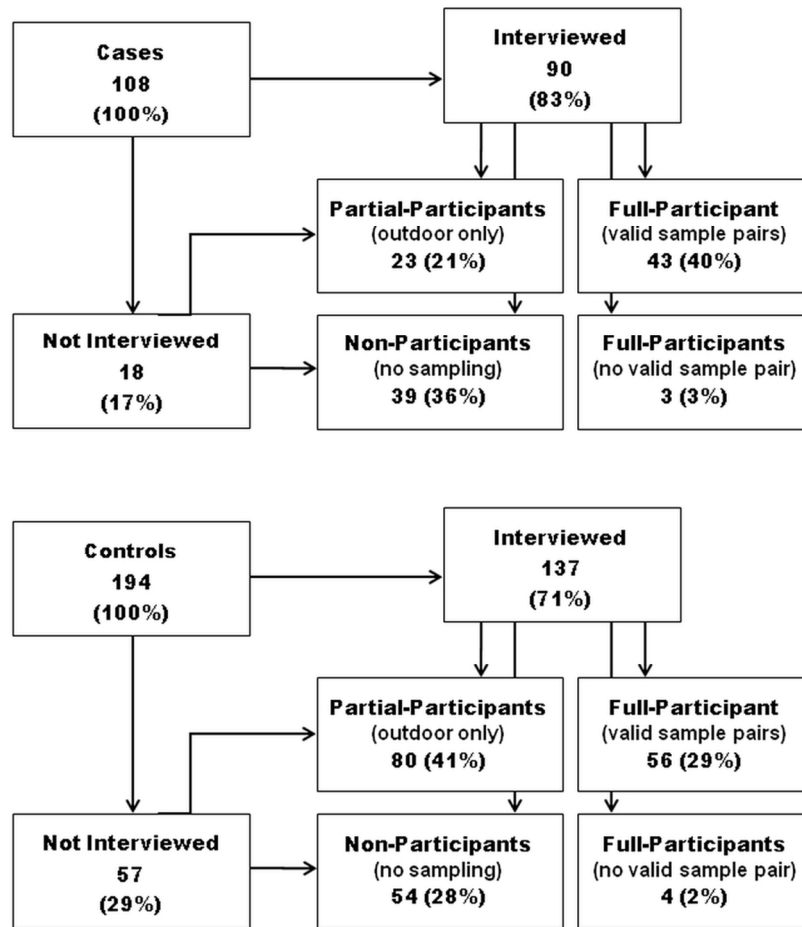 Cases
108
(100%)
Interviewed
90
(83%)
Partial-Participants
(outdoor only)
23 (21%)
Full-Participant
(valid sample pairs)
43 (40%)
Not Interviewed
18
(17%)
Non-Participants
(no sampling)
39 (36%)
Full-Participants
(no valid sample pair)
3 (3%)
Controls
194
(100%)
Interviewed
137
(71%)
Partial-Participants
(outdoor only)
80 (41%)
Full-Participant
(valid sample pairs)
56 (29%)
Not Interviewed
57
(29%)
Non-Participants
(no sampling)
54 (28%)
Full-Participants
(no valid sample pair)
4 (2%)